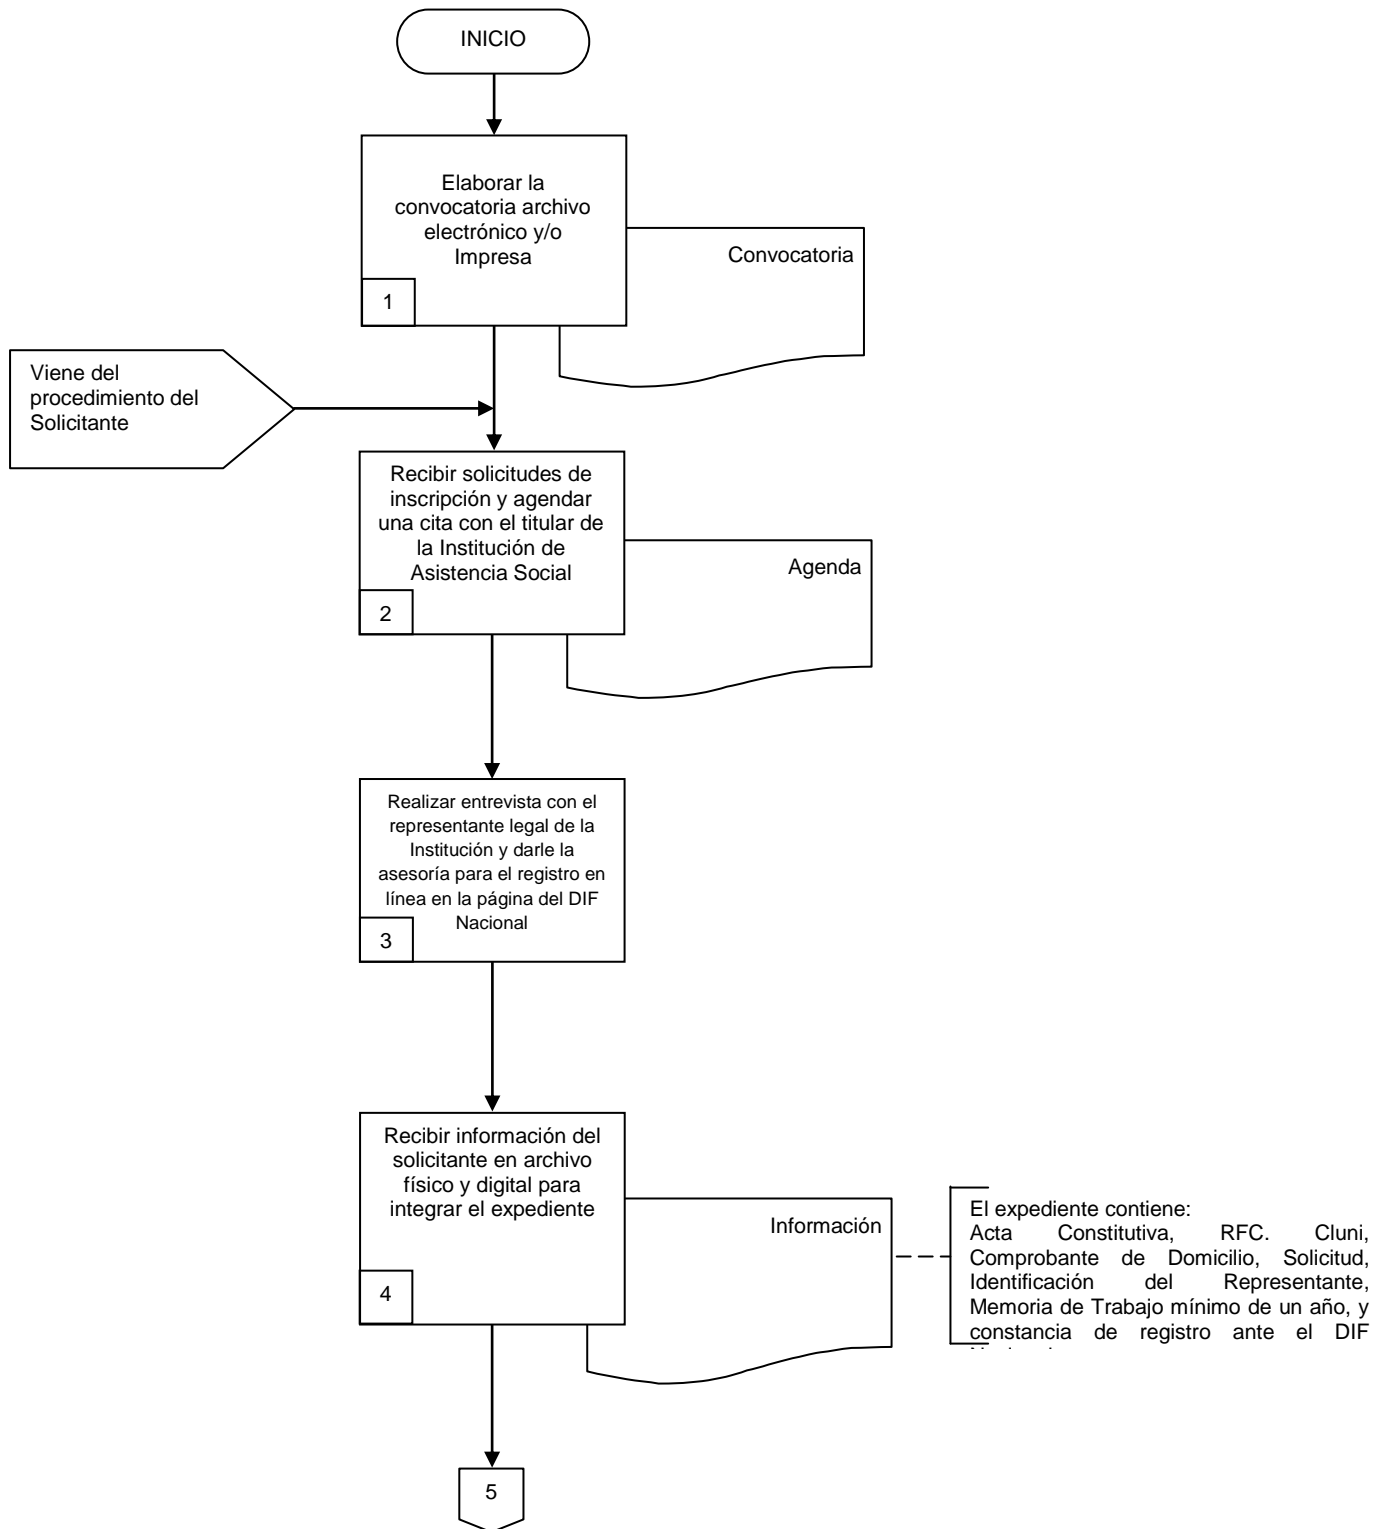 INICIO
Elaborar la
convocatoria archivo
electrónico y/o
Impresa
1
Convocatoria
Viene del
procedimiento del
Solicitante
Recibir solicitudes de
inscripción y agendar
una cita con el titular de
la Institución de
Asistencia Social
2
Agenda
Realizar entrevista con el
representante legal de la
Institución y darle la
asesoría para el registro en
línea en la página del DIF
Nacional
3
Recibir información del
solicitante en archivo
físico y digital para
integrar el expediente
4
Información
El expediente contiene:
Acta Constitutiva, RFC. Cluni,
Comprobante de Domicilio, Solicitud,
Identificación del Representante,
Memoria de Trabajo mínimo de un año, y
constancia de registro ante el DIF
5